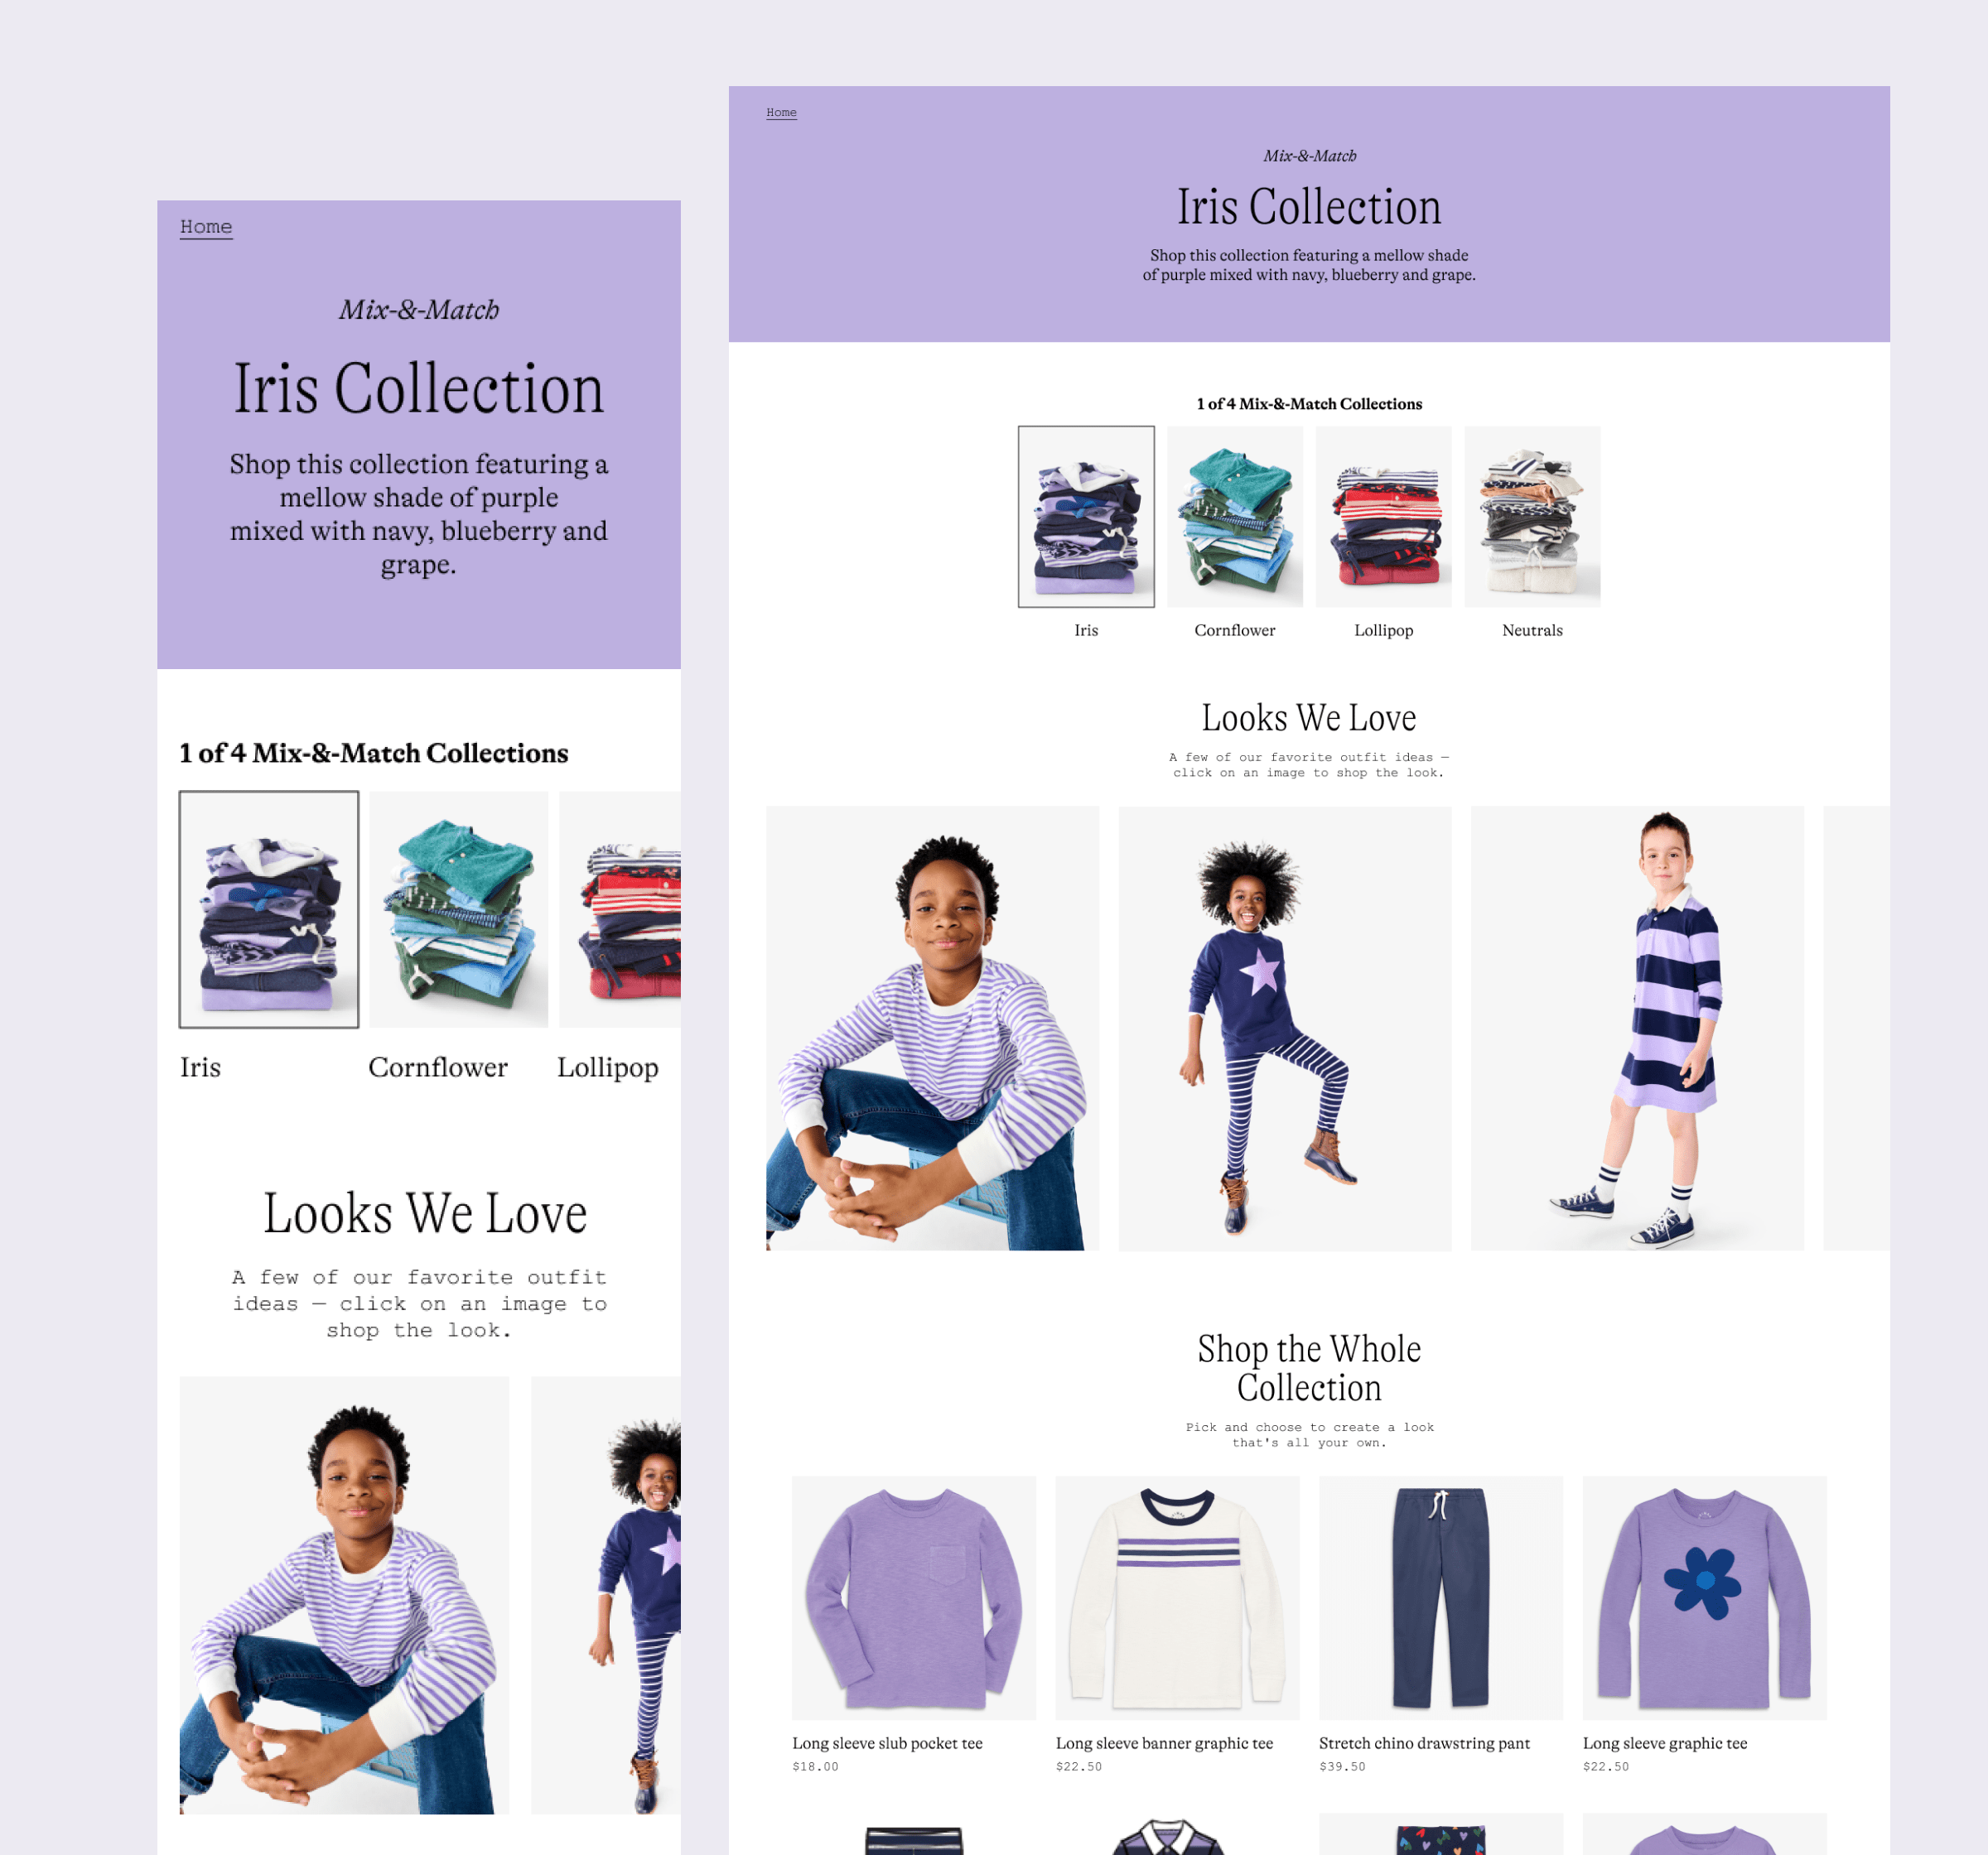 Home
Mix-&-Match
Iris Collection
Shop this collection featuring a
mellow shade of purple
mixed with navy, blueberry and
grape.
1 of 4 Mix-&-Match Collections
Iris
Cornflower
Lollipop
Looks We Love
A few of our favorite outfit
ideas — click on an image to
shop the look.
Home
Mix-&-Match
Iris Collection
Shop this collection featuring a mellow shade
of purple mixed with navy, blueberry and grape.
1 of 4 Mix-&-Match Collections
Iris
Cornflower
Lollipop
Neutrals
Looks We Love
A few of our favorite outfit ideas —
click on an image to shop the look.
Shop the Whole
Collection
Pick and choose to create a look
that's all your own.
Long sleeve slub pocket tee
$18.00
Long sleeve banner graphic tee
$22.50
Stretch chino drawstring pant
$39.50
Long sleeve graphic tee
$22.50